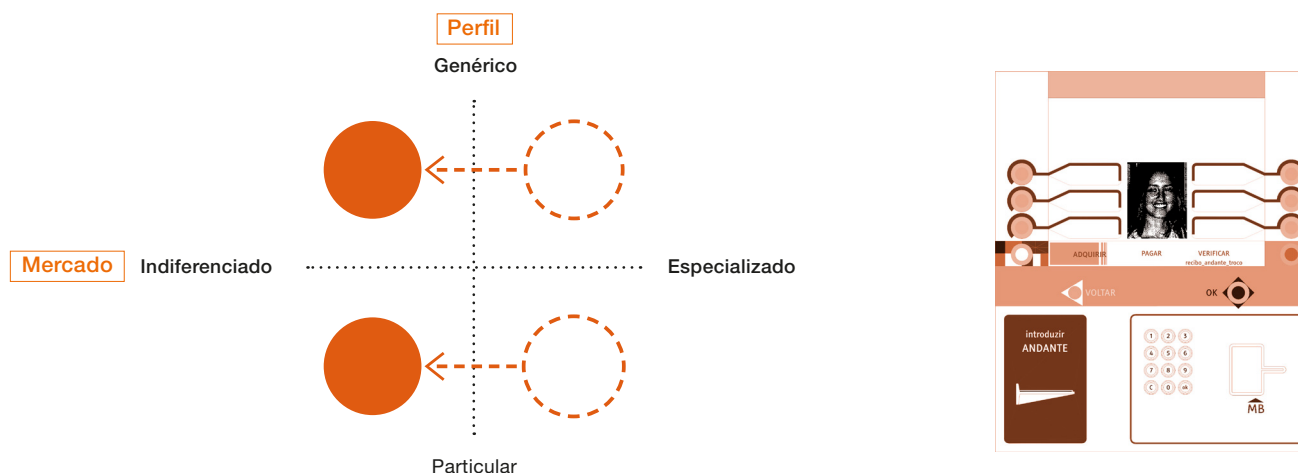 Perfil
Genérico
Mercado
Indiferenciado
Especializado
Particular
ADQUIRIR
PAGAR
VERIFICAR
recibo_andante_troco
VOLTAR
OK
introduzir
ANDANTE
1 2 3
4 5 6
7 8 9
C 0 ok
MB